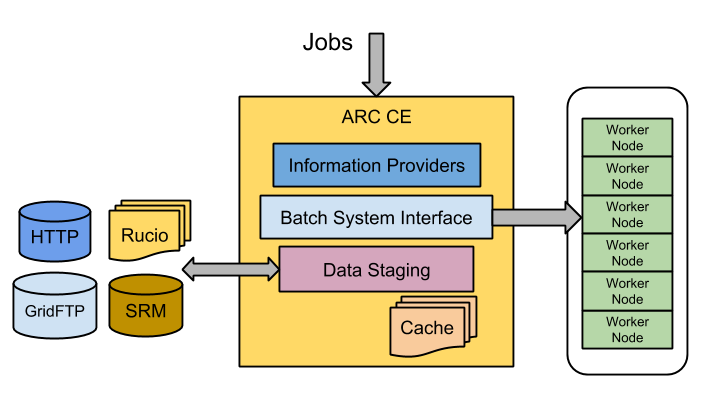 Jobs
ARC CE
Information Providers
Batch System Interface
Data Staging
Cache
HTTP
Rucio
GridFTP
SRM
Worker
Node
Worker
Node
Worker
Node
Worker
Node
Worker
Node
Worker
Node